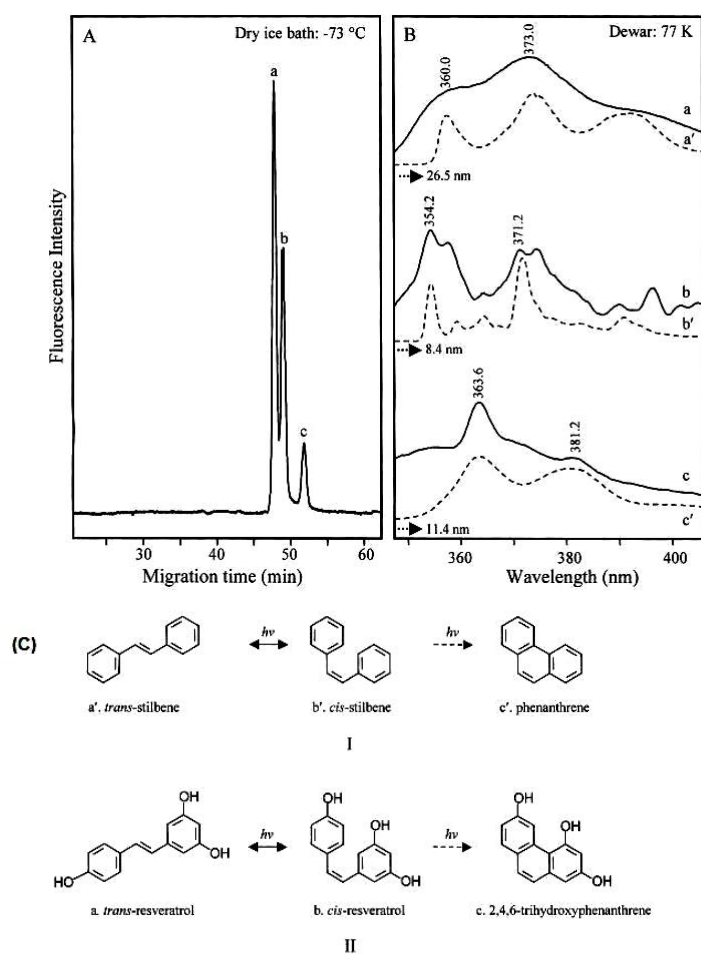 A
Dry ice bath: -73 °C
a
b
c
Fluorescence Intensity
30
40
50
60
Migration time (min)
B
Dewar: 77 K
360.0
373.0
a
a'
26.5 nm
354.2
371.2
b
b'
8.4 nm
363.6
381.2
c
c'
11.4 nm
360
380
400
Wavelength (nm)
(C)
hν
hν
a'. trans-stilbene
b'. cis-stilbene
c'. phenanthrene
I
OH
OH
HO
hν
OH
OH
OH
hν
OH
OH
OH
a. trans-resveratrol
b. cis-resveratrol
c. 2,4,6-trihydroxyphenanthrene
II